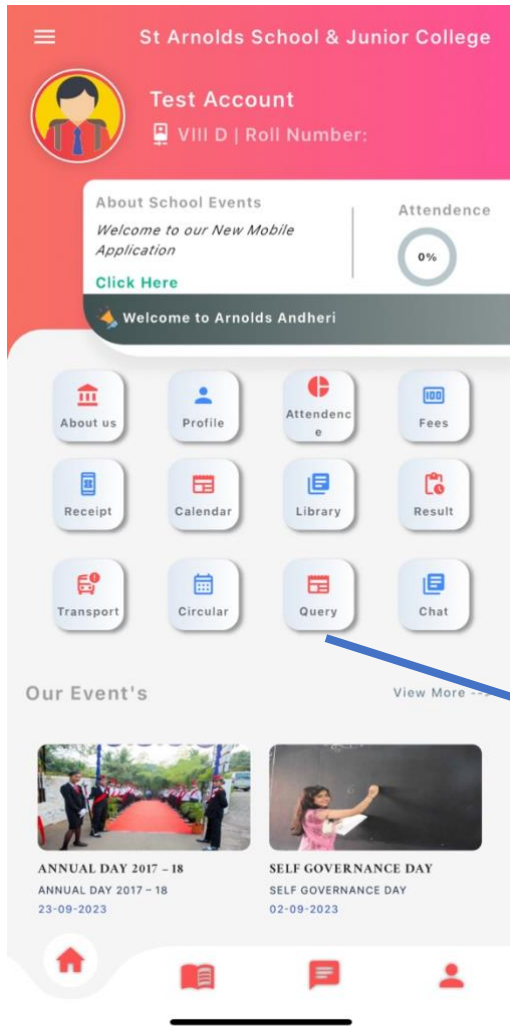 St Arnolds School & Junior College
Test Account
VIII D | Roll Number:
About School Events
Welcome to our New Mobile
Application
Click Here
Attendence
0%
Welcome to Arnolds Andheri
About us
Profile
Attendenc
e
Fees
Receipt
Calendar
Library
Result
Transport
Circular
Query
Chat
Our Event's
View More -->
ANNUAL DAY 2017 – 18
ANNUAL DAY 2017 – 18
23-09-2023
SELF GOVERNANCE DAY
SELF GOVERNANCE DAY
02-09-2023